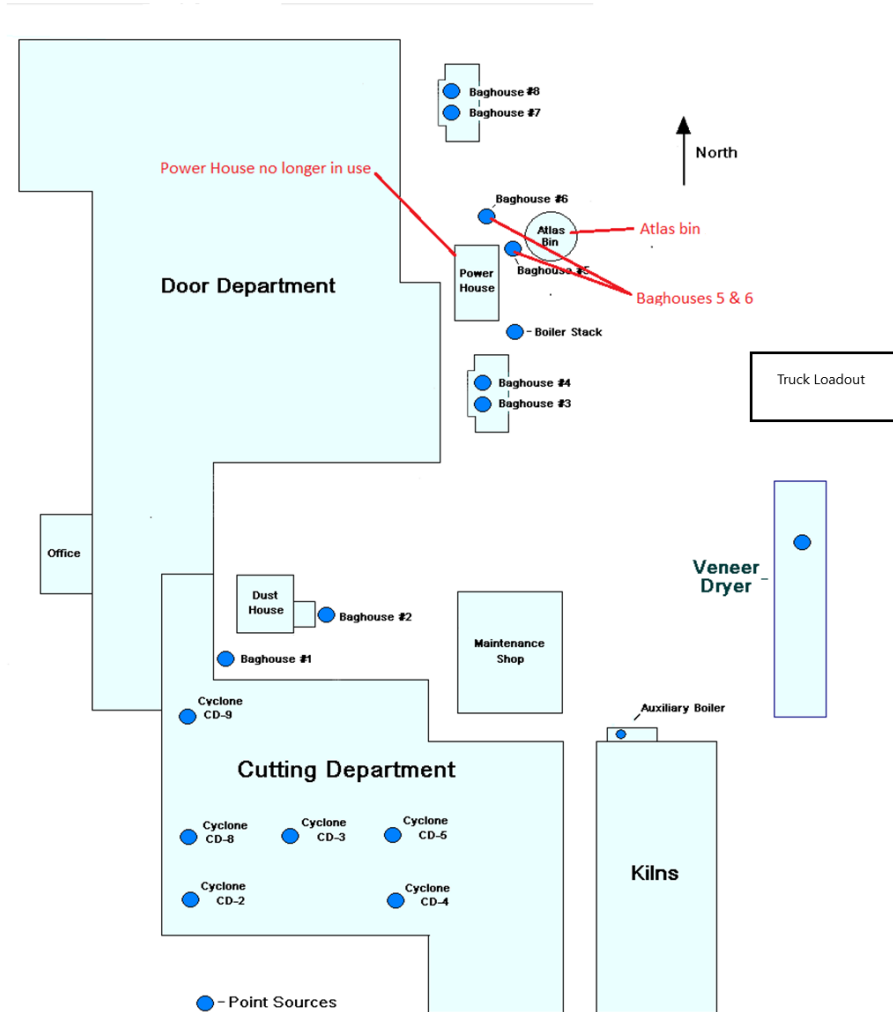 Baghouse #8
Baghouse #7
North
Power House no longer in use
Baghouse #6
Atlas
Bin
Atlas bin
Baghouse #5
Power
House
Door Department
Baghouses 5 & 6
Boiler Stack
Baghouse #4
Baghouse #3
Truck Loadout
Office
Veneer
Dryer
Dust
House
Baghouse #2
Maintenance
Shop
Baghouse #1
Cyclone
CD-9
Auxiliary Boiler
Cutting Department
Cyclone
CD-8
Cyclone
CD-3
Cyclone
CD-5
Kilns
Cyclone
CD-2
Cyclone
CD-4
- Point Sources